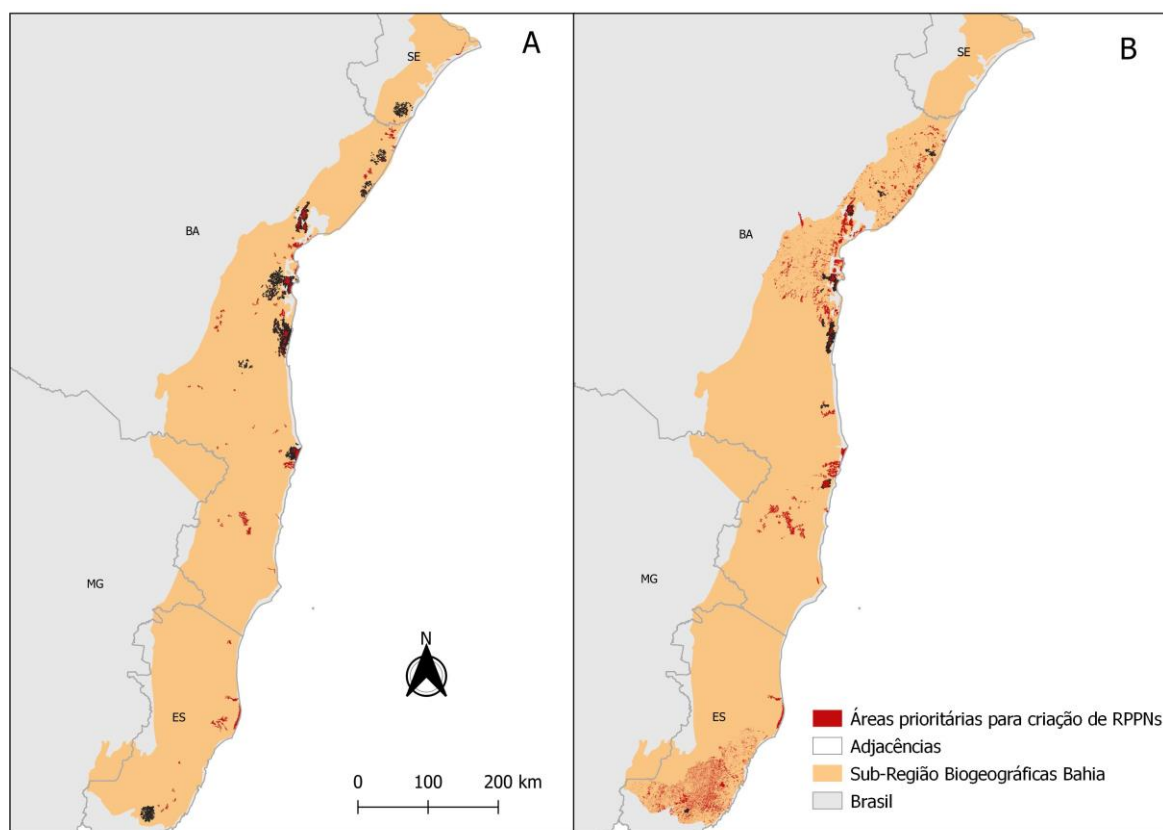 A
SE
BA
MG
ES
N
0 100 200 km
B
SE
BA
MG
ES
Áreas prioritárias para criação de RPPNs
Adjacências
Sub-Região Biogeográficas Bahia
Brasil